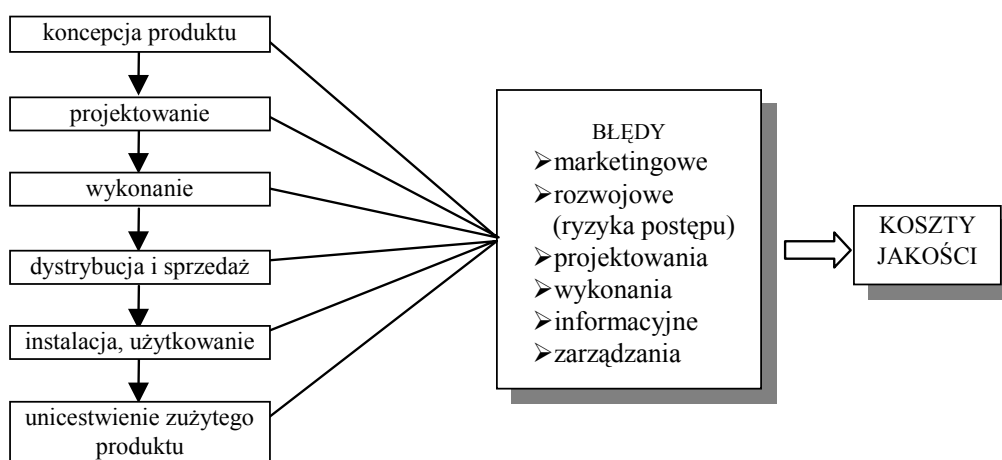 koncepcja produktu
projektowanie
wykonanie
dystrybucja i sprzedaż
instalacja, użytkowanie
unicestwienie zużytego
produktu
BŁĘDY
➢marketingowe
➢rozwojowe
(ryzyka postępu)
➢projektowania
➢wykonania
➢informacyjne
➢zarządzania
KOSZTY
JAKOŚCI